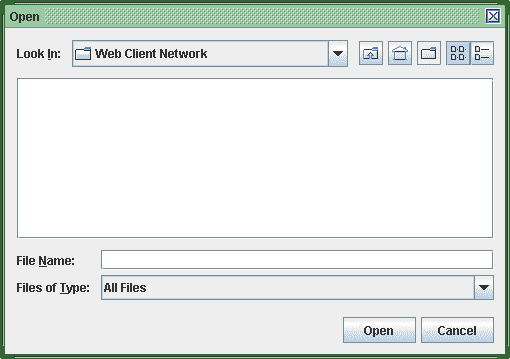 Open
Look In: Web Client Network
File Name:
Files of Type: All Files
Open Cancel